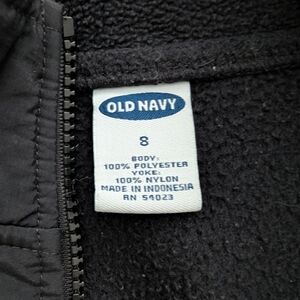 OLD NAVY
8
BODY:
100% POLYESTER
YOKE:
100% NYLON
MADE IN INDONESIA
RN 54023